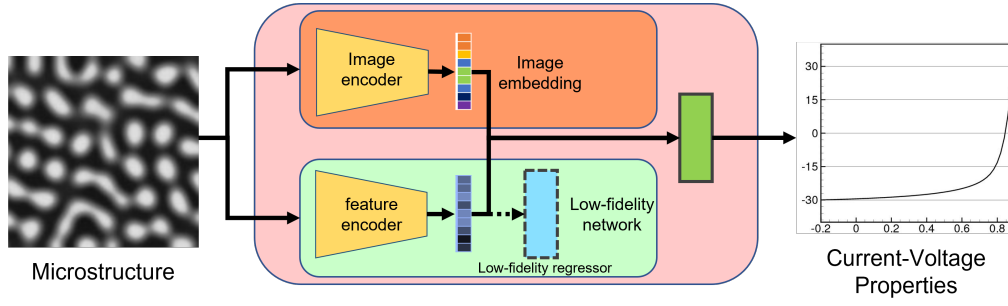 Microstructure
Image
encoder
Image
embedding
feature
encoder
Low-fidelity
network
Low-fidelity regressor
30
15
0
-15
-30
-0.2 0 0.2 0.4 0.6 0.8
Current-Voltage
Properties